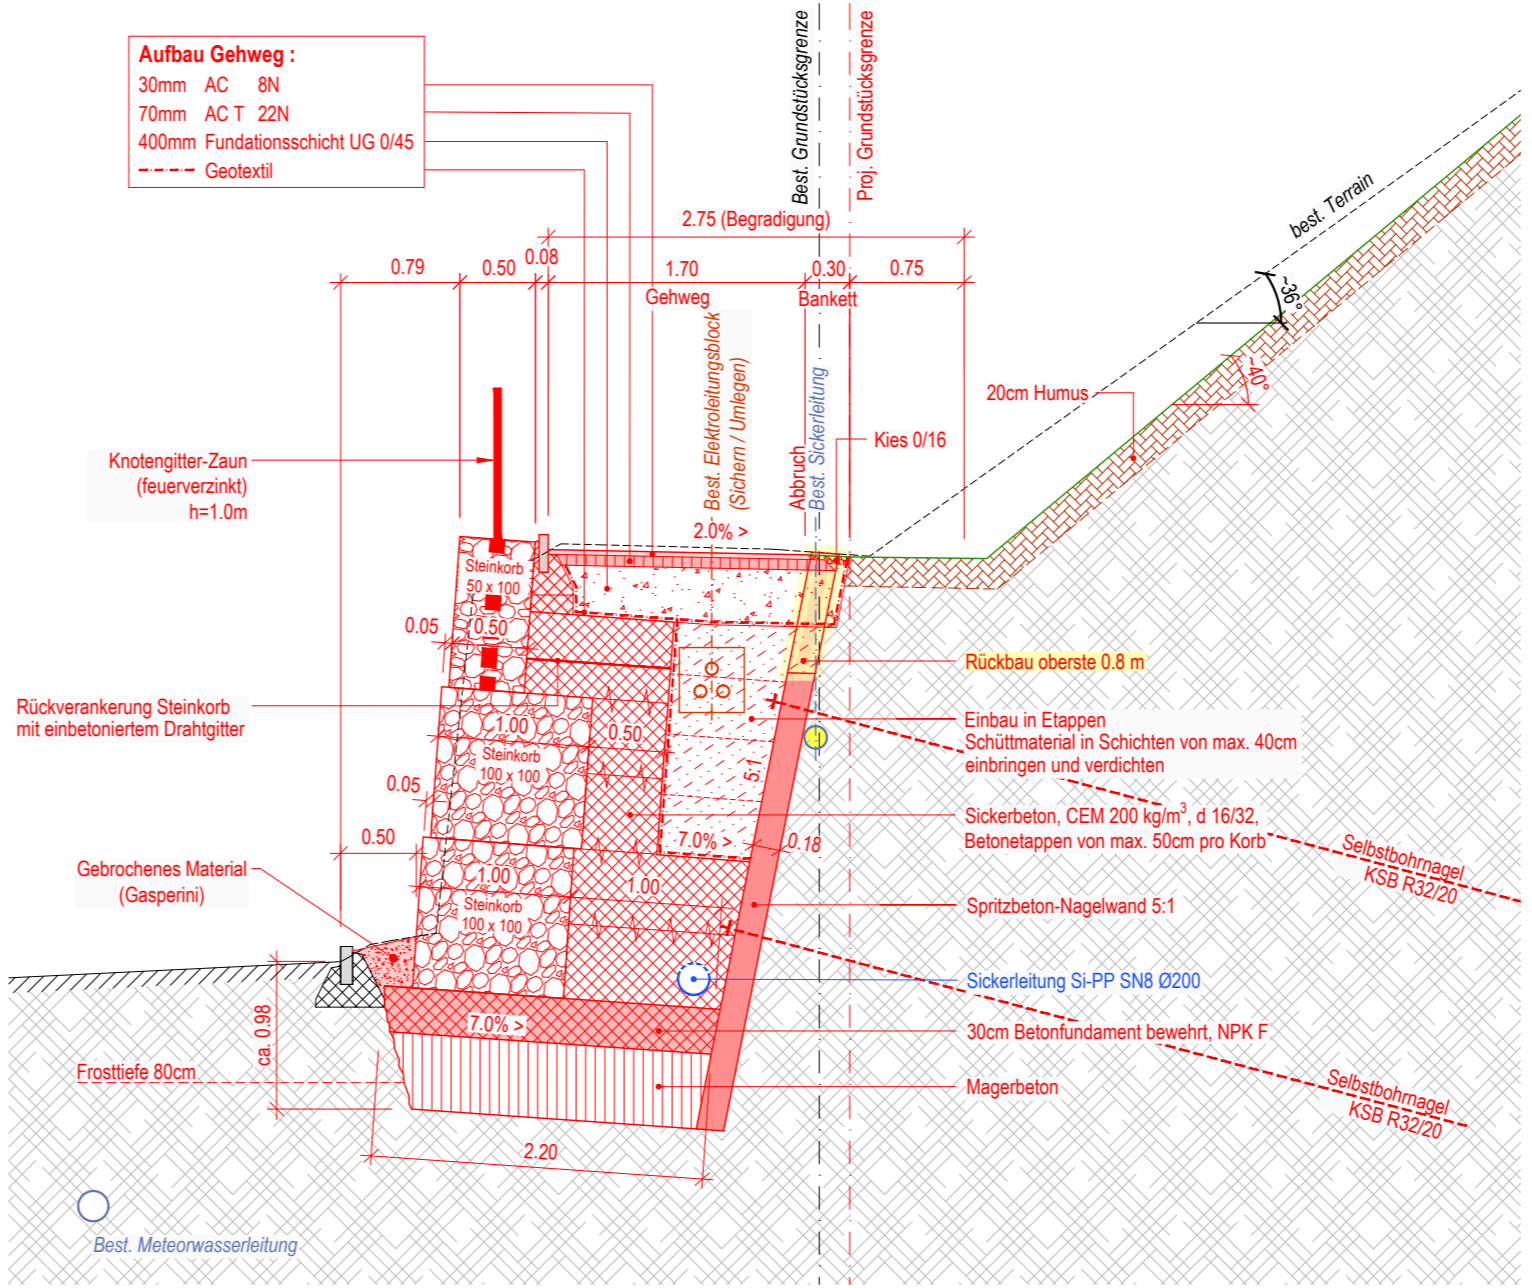 Aufbau Gehweg :
30mm AC 8N
70mm AC T 22N
400mm Fundationsschicht UG 0/45
Geotextil
Best. Grundstücksgrenze
Proj. Grundstücksgrenze
best. Terrain
2.75 (Begradigung)
0.79
0.50
0.08
1.70
0.30
0.75
Gehweg
Bankett
~36°
~40°
20cm Humus
Best. Elektroleitungsblock
(Sichern / Umlegen)
Abbruch
Best. Sickerleitung
Kies 0/16
Knotengitter-Zaun
(feuerverzinkt)
h=1.0m
2.0% >
Steinkorb
50 x 100
0.05
0.50
Rückbau oberste 0.8 m
Rückverankerung Steinkorb
mit einbetoniertem Drahtgitter
1.00
0.50
Steinkorb
100 x 100
5:1
Einbau in Etappen
Schüttmaterial in Schichten von max. 40cm
einbringen und verdichten
0.05
Sickerbeton, CEM 200 kg/m³, d 16/32,
Betonetappen von max. 50cm pro Korb
0.50
7.0% >
0.18
Selbstbohrnagel
KSB R32/20
Gebrochenes Material
(Gasperini)
1.00
1.00
Steinkorb
100 x 100
Spritzbeton-Nagelwand 5:1
Sickerleitung Si-PP SN8 Ø200
7.0% >
30cm Betonfundament bewehrt, NPK F
ca. 0.98
Frosttiefe 80cm
Magerbeton
Selbstbohrnagel
KSB R32/20
2.20
Best. Meteorwasserleitung